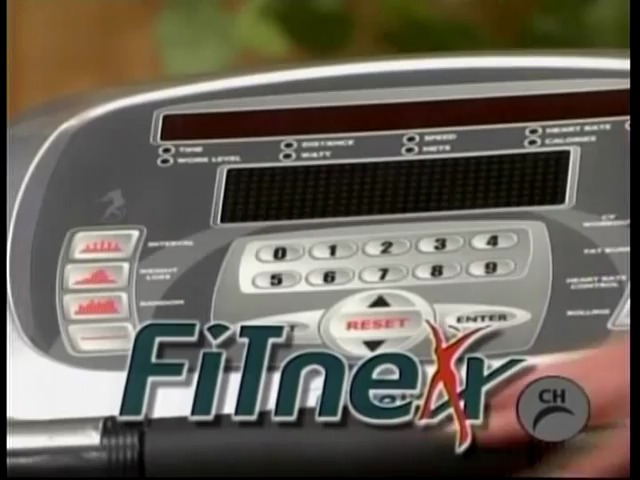 TIME DISTANCE SPEED HEART RATE
WORK LEVEL WATT METS CALORIES
INTERVAL
WEIGHT LOSS
0 1 2 3 4
5 6 7 8 9
FAT BURN
HEART RATE CONTROL
ROLLING
RESET
ENTER
FiTnex
CH